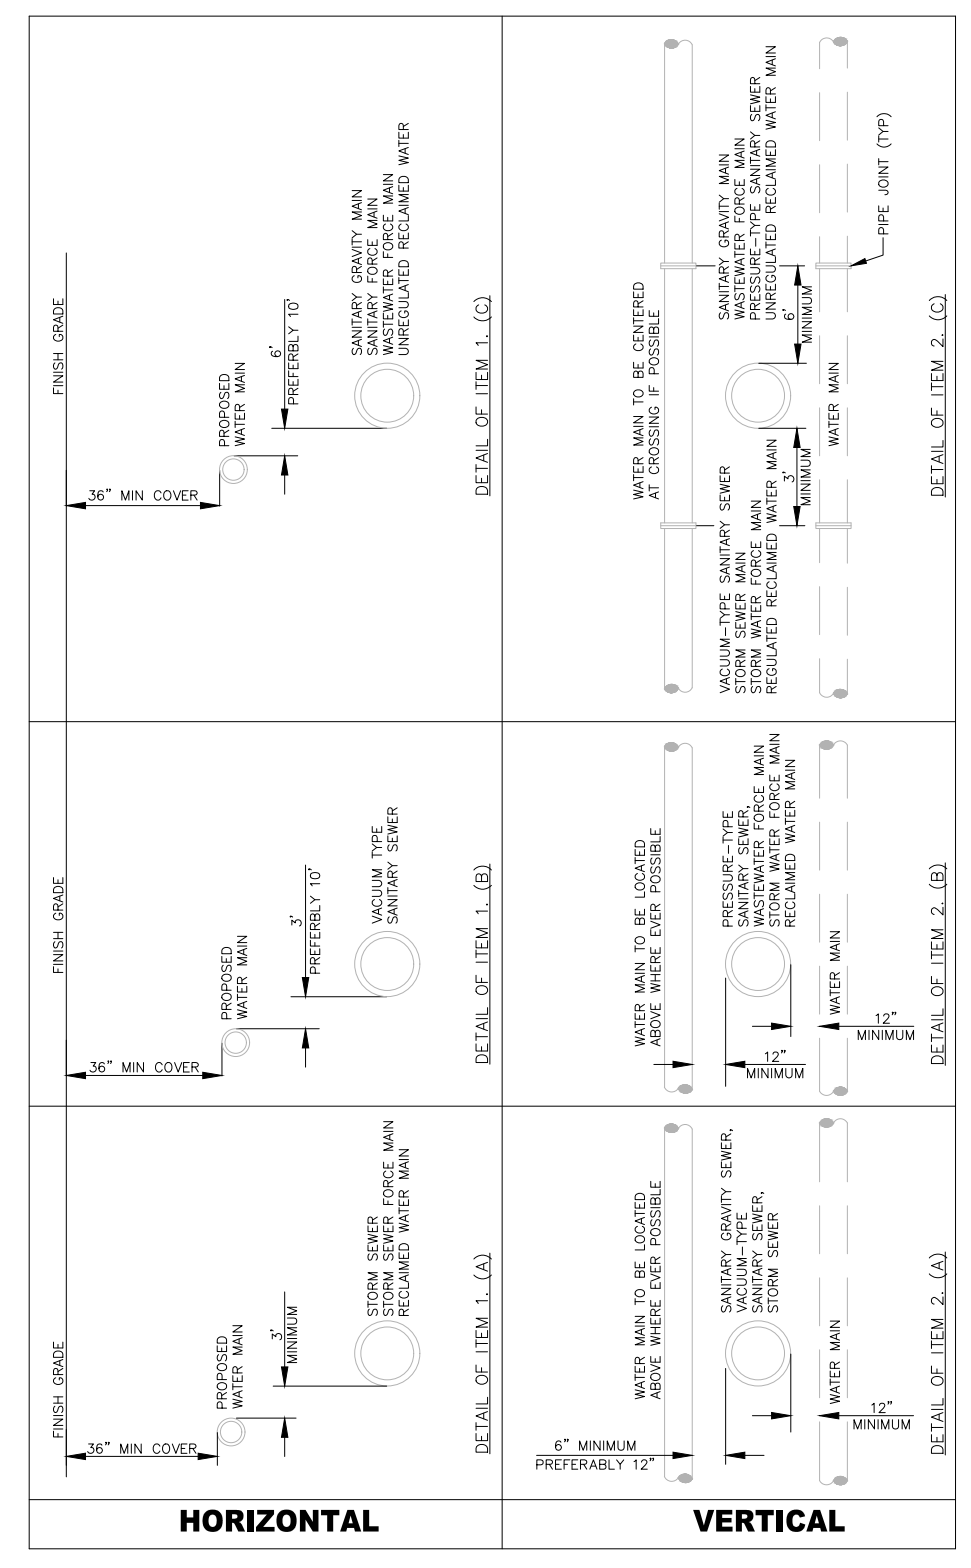 HORIZONTAL
FINISH GRADE
36" MIN COVER
PROPOSED
WATER MAIN
3'
MINIMUM
STORM SEWER
STORM SEWER FORCE MAIN
RECLAIMED WATER MAIN
DETAIL OF ITEM 1. (A)
FINISH GRADE
36" MIN COVER
PROPOSED
WATER MAIN
3'
PREFERBLY 10'
VACUUM TYPE
SANITARY SEWER
DETAIL OF ITEM 1. (B)
FINISH GRADE
36" MIN COVER
PROPOSED
WATER MAIN
6'
PREFERBLY 10'
SANITARY GRAVITY MAIN
SANITARY FORCE MAIN
WASTEWATER FORCE MAIN
UNREGULATED RECLAIMED WATER
DETAIL OF ITEM 1. (C)
VERTICAL
6" MINIMUM
PREFERABLY 12"
WATER MAIN TO BE LOCATED
ABOVE WHERE EVER POSSIBLE
SANITARY GRAVITY SEWER,
VACUUM-TYPE
SANITARY SEWER,
STORM SEWER
WATER MAIN
12"
MINIMUM
DETAIL OF ITEM 2. (A)
WATER MAIN TO BE LOCATED
ABOVE WHERE EVER POSSIBLE
12"
MINIMUM
PRESSURE-TYPE
SANITARY SEWER,
WASTEWATER FORCE MAIN
STORM WATER FORCE MAIN
RECLAIMED WATER MAIN
WATER MAIN
12"
MINIMUM
DETAIL OF ITEM 2. (B)
WATER MAIN TO BE CENTERED
AT CROSSING IF POSSIBLE
VACUUM-TYPE SANITARY SEWER
STORM SEWER MAIN
STORM WATER FORCE MAIN
REGULATED RECLAIMED WATER MAIN
3'
MINIMUM
SANITARY GRAVITY MAIN
WASTEWATER FORCE MAIN
PRESSURE-TYPE SANITARY SEWER
UNREGULATED RECLAIMED WATER MAIN
6'
MINIMUM
WATER MAIN
PIPE JOINT (TYP)
DETAIL OF ITEM 2. (C)